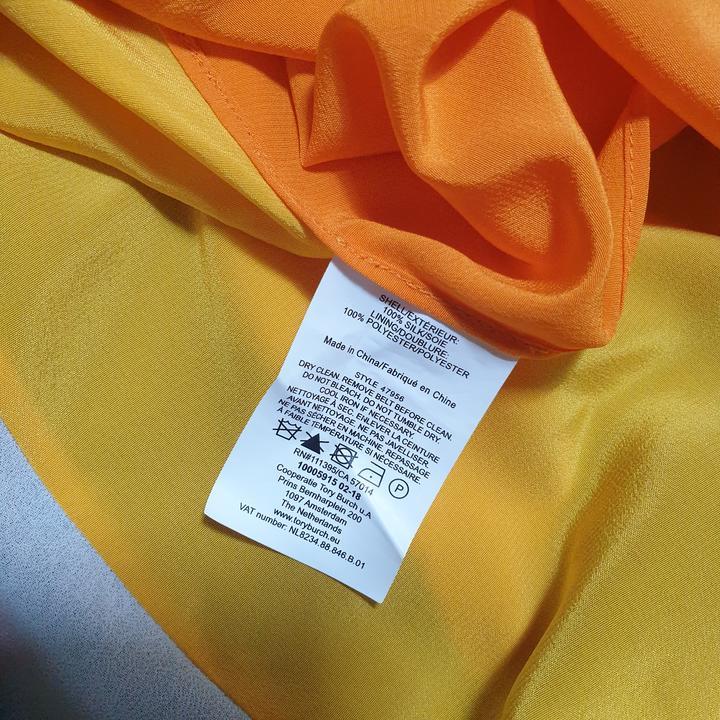 SHELL/EXTÉRIEUR:
100% SILK/SOIE
LINING/DOUBLURE:
100% POLYESTER/POLYESTER
Made in China/Fabriqué en Chine
STYLE 47956
DRY CLEAN. REMOVE BELT BEFORE CLEAN.
DO NOT BLEACH. DO NOT TUMBLE DRY.
COOL IRON IF NECESSARY.
NETTOYAGE À SEC. ENLEVER LA CEINTURE
AVANT NETTOYAGE. NE PAS JAVELLISER.
NE PAS SÉCHER EN MACHINE. REPASSAGE
À FAIBLE TEMPÉRATURE SI NÉCESSAIRE.
P
RN#111395/CA 57014
10005915 02-18
Cooperatie Tory Burch u.A
Prins Bernharplein 200
1097 Amsterdam
The Netherlands
www.toryburch.eu
VAT number: NL8234.88.846.B.01